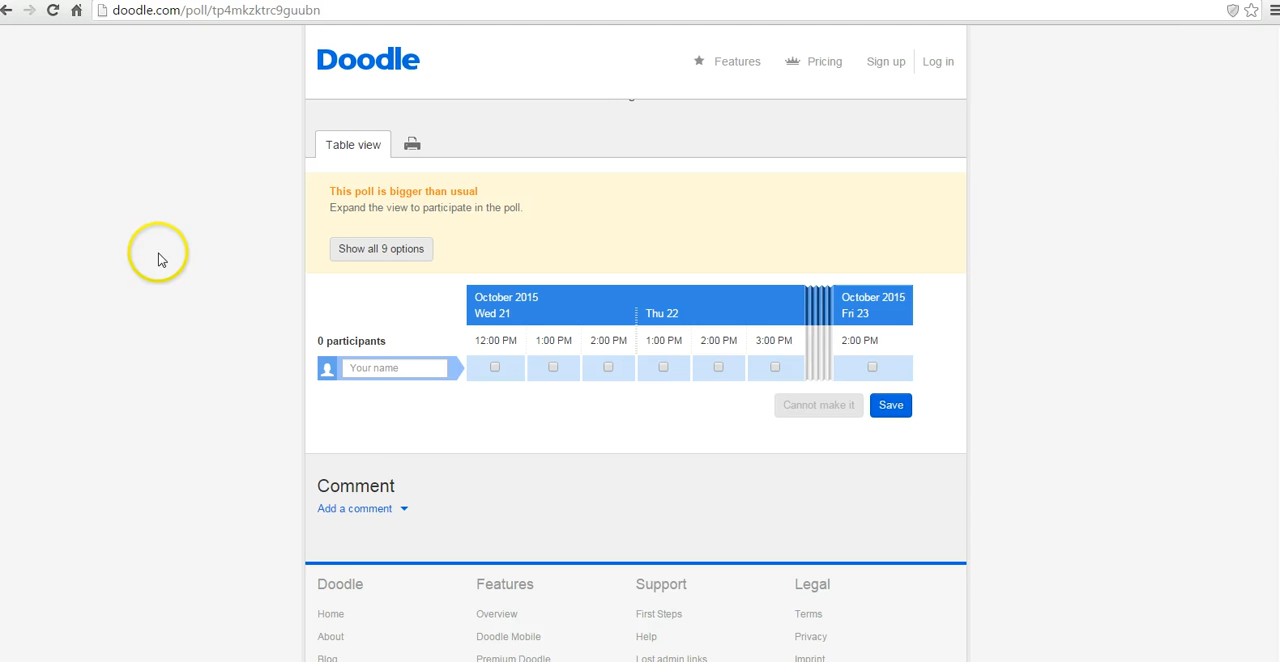 doodle.com/poll/tp4mkzktrc9guubn
Doodle
Features Pricing Sign up Log in
Table view
This poll is bigger than usual
Expand the view to participate in the poll.
Show all 9 options
October 2015 October 2015
Wed 21 Thu 22 Fri 23
0 participants 12:00 PM 1:00 PM 2:00 PM 1:00 PM 2:00 PM 3:00 PM 2:00 PM
Your name
Cannot make it Save
Comment
Add a comment
Doodle Features Support Legal
Home Overview First Steps Terms
About Doodle Mobile Help Privacy
Blog Premium Doodle Lost admin links Imprint